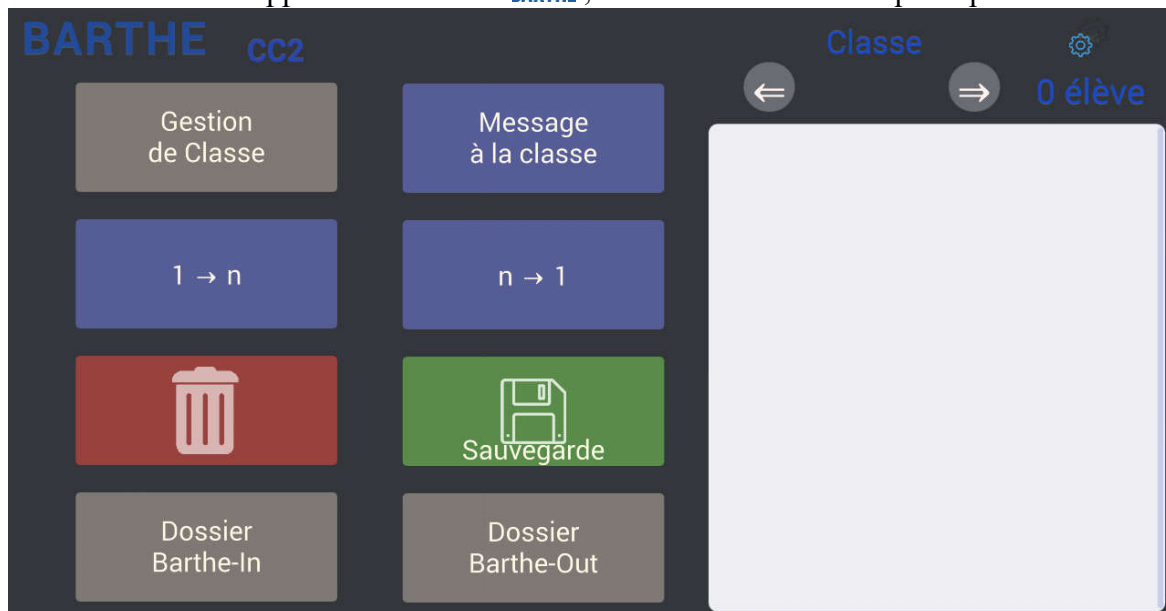 BARTHE CC2
Classe
⇐ ⇒ 0 élève
Gestion
de Classe
Message
à la classe
1 → n
n → 1
Sauvegarde
Dossier
Barthe-In
Dossier
Barthe-Out